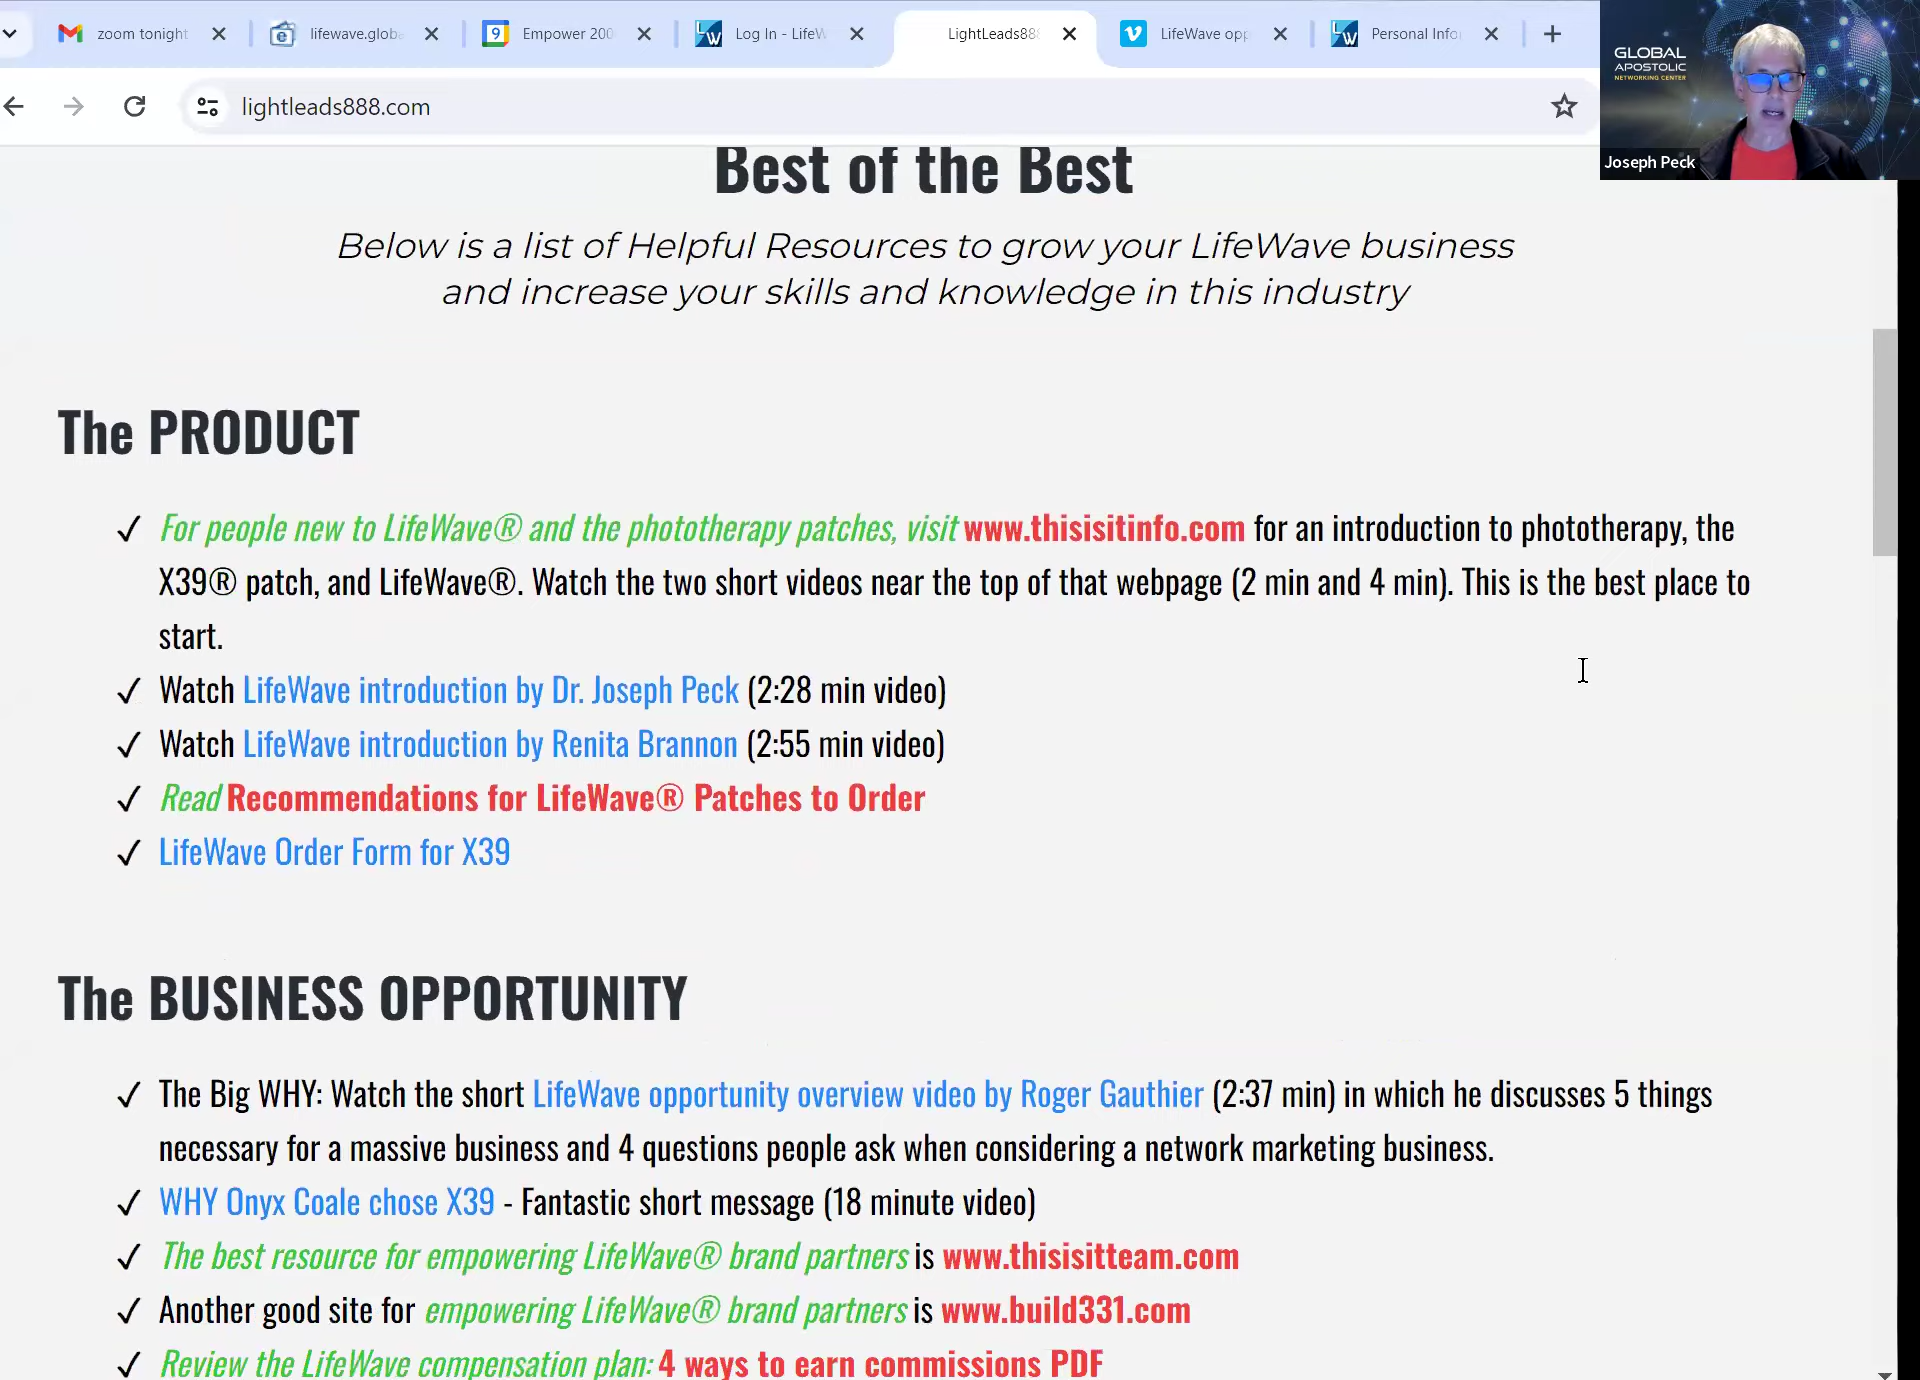 zoom tonight
lifewave.globa
9
Empower 200
Log In - LifeW
LightLeads88
LifeWave opp
Personal Info
lightleads888.com
GLOBAL
APOSTOLIC
NETWORKING CENTER
Joseph Peck
Best of the Best
Below is a list of Helpful Resources to grow your LifeWave business
and increase your skills and knowledge in this industry
The PRODUCT
✓ For people new to LifeWave® and the phototherapy patches, visit www.thisisitinfo.com for an introduction to phototherapy, the
X39® patch, and LifeWave®. Watch the two short videos near the top of that webpage (2 min and 4 min). This is the best place to
start.
✓ Watch LifeWave introduction by Dr. Joseph Peck (2:28 min video)
✓ Watch LifeWave introduction by Renita Brannon (2:55 min video)
✓ Read Recommendations for LifeWave® Patches to Order
✓ LifeWave Order Form for X39
The BUSINESS OPPORTUNITY
✓ The Big WHY: Watch the short LifeWave opportunity overview video by Roger Gauthier (2:37 min) in which he discusses 5 things
necessary for a massive business and 4 questions people ask when considering a network marketing business.
✓ WHY Onyx Coale chose X39 - Fantastic short message (18 minute video)
✓ The best resource for empowering LifeWave® brand partners is www.thisisitteam.com
✓ Another good site for empowering LifeWave® brand partners is www.build331.com
✓ Review the LifeWave compensation plan: 4 ways to earn commissions PDF